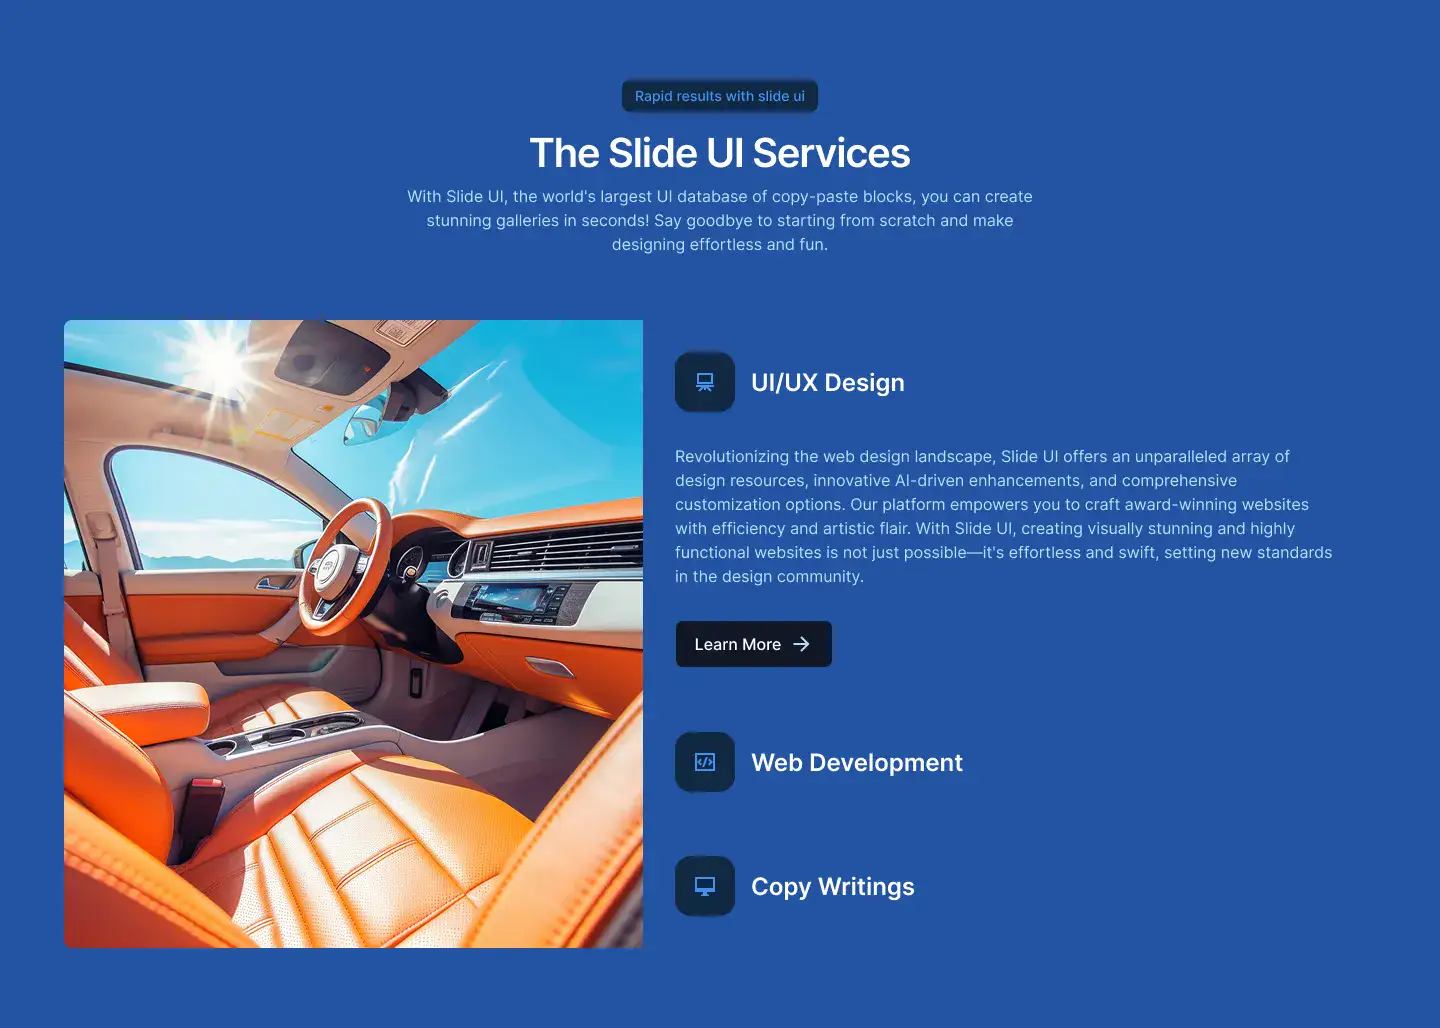 Rapid results with slide ui
The Slide UI Services
With Slide UI, the world's largest UI database of copy-paste blocks, you can create
stunning galleries in seconds! Say goodbye to starting from scratch and make
designing effortless and fun.
UI/UX Design
Revolutionizing the web design landscape, Slide UI offers an unparalleled array of
design resources, innovative AI-driven enhancements, and comprehensive
customization options. Our platform empowers you to craft award-winning websites
with efficiency and artistic flair. With Slide UI, creating visually stunning and highly
functional websites is not just possible—it's effortless and swift, setting new standards
in the design community.
Learn More
Web Development
Copy Writings